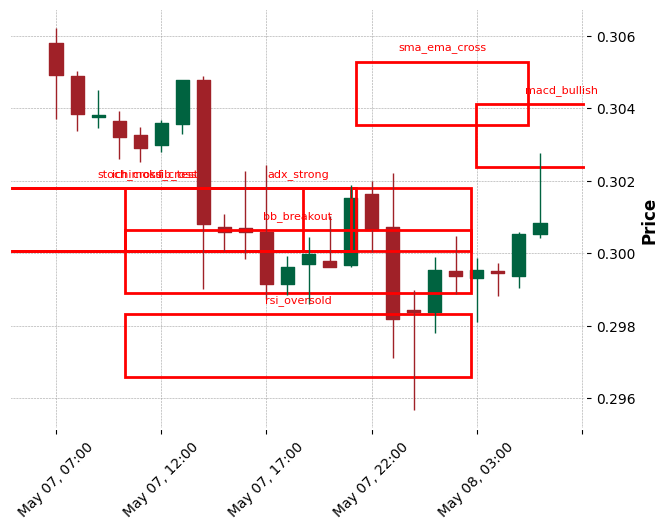 sma_ema_cross
0.306
macd_bullish
0.304
adx_strong
0.302
bb_breakout
Price
0.300
rsi_oversold
0.298
0.296
May 07, 07:00
May 07, 12:00
May 07, 17:00
May 07, 22:00
May 08, 03:00